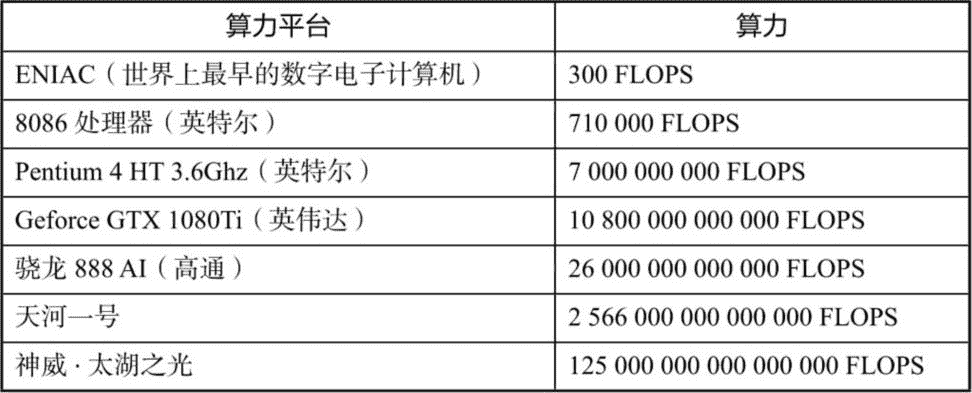 算力平台 算力
ENIAC（世界上最早的数字电子计算机） 300 FLOPS
8086 处理器（英特尔） 710 000 FLOPS
Pentium 4 HT 3.6Ghz（英特尔） 7 000 000 000 FLOPS
Geforce GTX 1080Ti（英伟达） 10 800 000 000 000 FLOPS
骁龙 888 AI（高通） 26 000 000 000 000 FLOPS
天河一号 2 566 000 000 000 000 FLOPS
神威·太湖之光 125 000 000 000 000 000 FLOPS